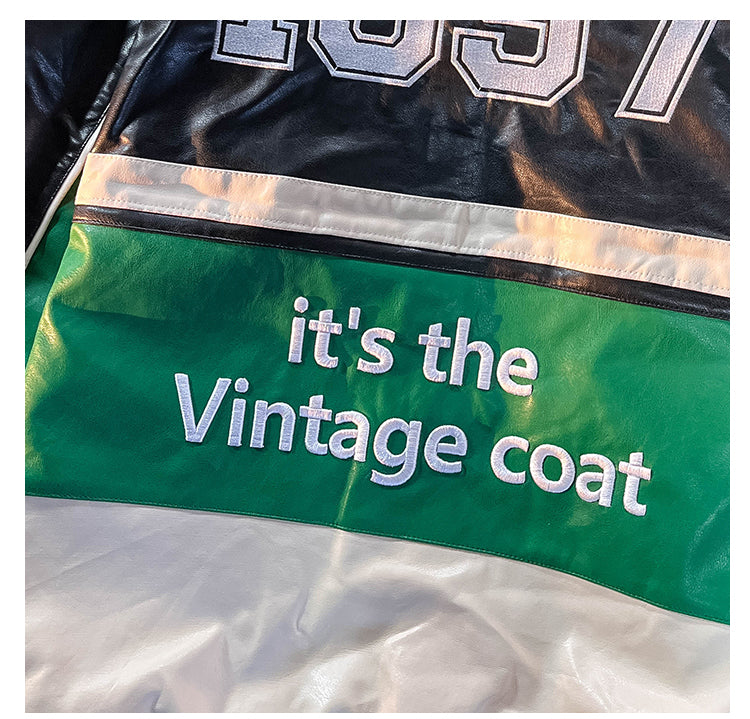 it's the
Vintage coat